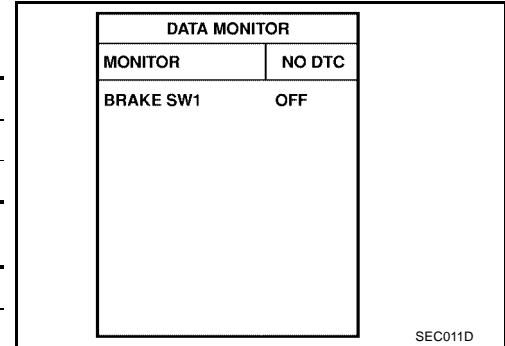 DATA MONITOR
MONITOR NO DTC
BRAKE SW1 OFF
SEC011D